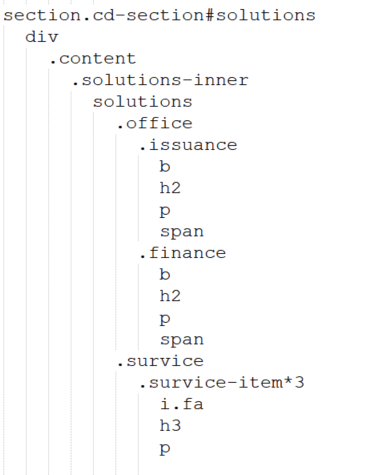 section.cd-section#solutions
div
.content
.solutions-inner
solutions
.office
.issuance
b
h2
p
span
.finance
b
h2
p
span
.survice
.survice-item*3
i.fa
h3
p